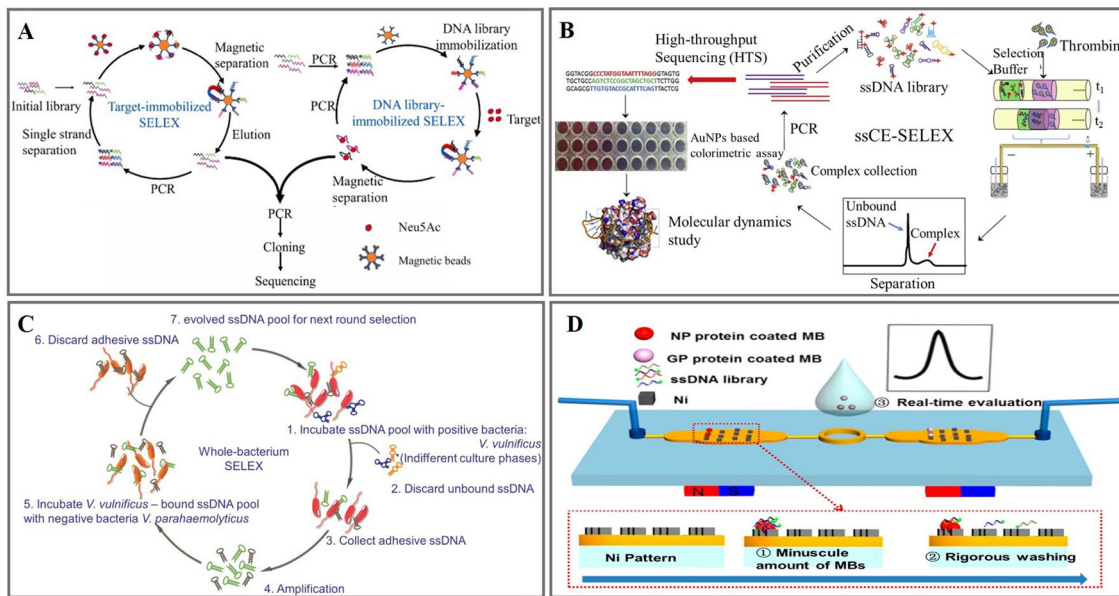 A
PCR
DNA library
immobilization
Magnetic
separation
Initial library
Target-immobilized
SELEX
PCR
DNA library-
immobilized SELEX
Target
Single strand
separation
Elution
PCR
Magnetic
separation
PCR
Cloning
Sequencing
Neu5Ac
Magnetic beads
B
High-throughput
Sequencing (HTS)
Purification
Selection
Buffer
Thrombin
GGTACGGCCCTATGGTAATTTTAGGGTAGTG
TGCTGCCAGTCTCCGGCTAGCTGCTTCTTGG
GCAGCGTTGTGTACCGCATTTCAGTTACTCG
ssDNA library
t₁
t₂
PCR
ssCE-SELEX
AuNPs based
colorimetric assay
Complex collection
−
+
Molecular dynamics
study
Unbound
ssDNA
Complex
Separation
C
7. evolved ssDNA pool for next round selection
6. Discard adhesive ssDNA
1. Incubate ssDNA pool with positive bacteria:
V. vulnificus
(Indifferent culture phases)
Whole-bacterium
SELEX
2. Discard unbound ssDNA
5. Incubate V. vulnificus – bound ssDNA pool
with negative bacteria V. parahaemolyticus
3. Collect adhesive ssDNA
4. Amplification
D
NP protein coated MB
GP protein coated MB
ssDNA library
Ni
③ Real-time evaluation
N S
Ni Pattern
① Minuscule
amount of MBs
② Rigorous washing